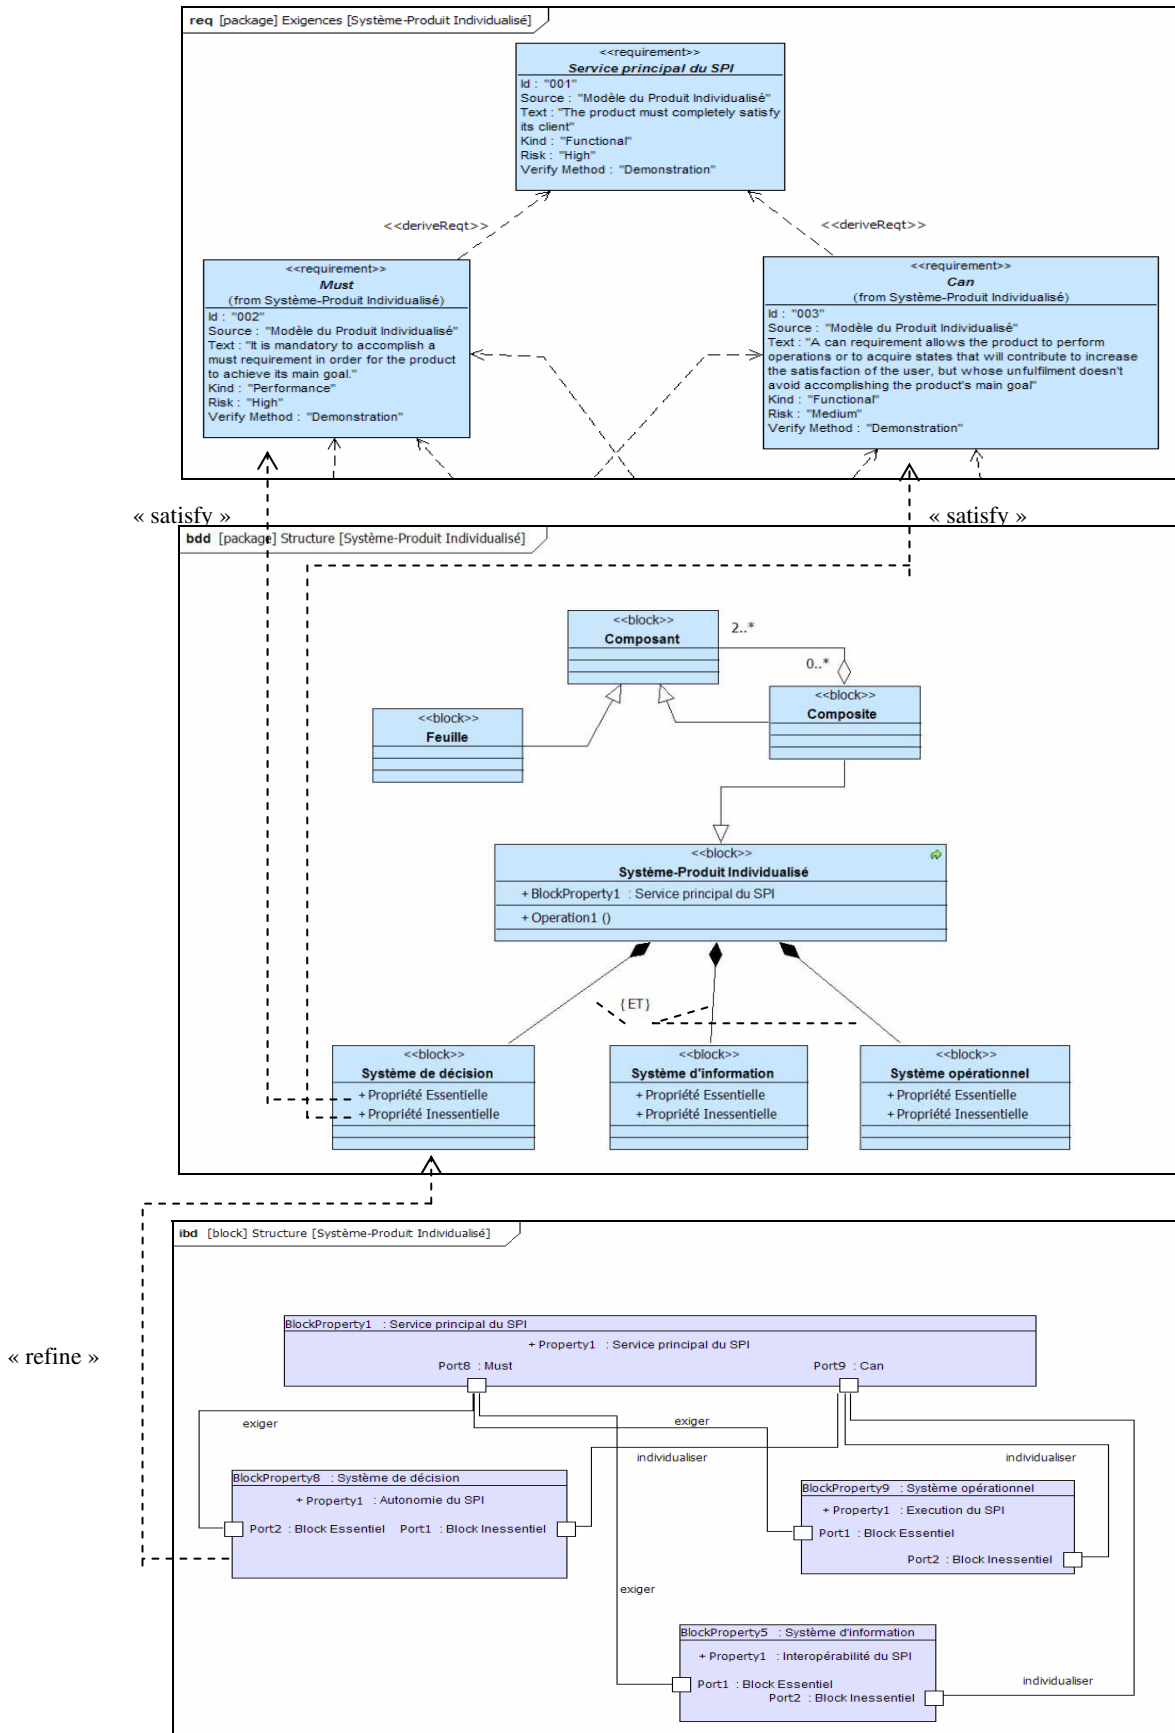 req [package] Exigences [Système-Produit Individualisé]
<<requirement>>
Service principal du SPI
Id : "001"
Source : "Modèle du Produit Individualisé"
Text : "The product must completely satisfy
its client"
Kind : "Functional"
Risk : "High"
Verify Method : "Demonstration"
<<deriveReqt>>
<<deriveReqt>>
<<requirement>>
Must
(from Système-Produit Individualisé)
Id : "002"
Source : "Modèle du Produit Individualisé"
Text : "It is mandatory to accomplish a
must requirement in order for the product
to achieve its main goal."
Kind : "Performance"
Risk : "High"
Verify Method : "Demonstration"
<<requirement>>
Can
(from Système-Produit Individualisé)
Id : "003"
Source : "Modèle du Produit Individualisé"
Text : "A can requirement allows the product to perform
operations or to acquire states that will contribute to increase
the satisfaction of the user, but whose unfulfilment doesn't
avoid accomplishing the product's main goal"
Kind : "Functional"
Risk : "Medium"
Verify Method : "Demonstration"
« satisfy »
« satisfy »
bdd [package] Structure [Système-Produit Individualisé]
<<block>>
Composant
2..*
0..*
<<block>>
Composite
<<block>>
Feuille
<<block>>
Système-Produit Individualisé
+ BlockProperty1 : Service principal du SPI
+ Operation1 ()
{ET}
<<block>>
Système de décision
+ Propriété Essentielle
+ Propriété Inessentielle
<<block>>
Système d'information
+ Propriété Essentielle
+ Propriété Inessentielle
<<block>>
Système opérationnel
+ Propriété Essentielle
+ Propriété Inessentielle
ibd [block] Structure [Système-Produit Individualisé]
« refine »
BlockProperty1 : Service principal du SPI
+ Property1 : Service principal du SPI
Port8 : Must
Port9 : Can
exiger
exiger
individualiser
individualiser
BlockProperty8 : Système de décision
+ Property1 : Autonomie du SPI
Port2 : Block Essentiel
Port1 : Block Inessentiel
BlockProperty9 : Système opérationnel
+ Property1 : Execution du SPI
Port1 : Block Essentiel
Port2 : Block Inessentiel
exiger
BlockProperty5 : Système d'information
+ Property1 : Interopérabilité du SPI
Port1 : Block Essentiel
Port2 : Block Inessentiel
individualiser